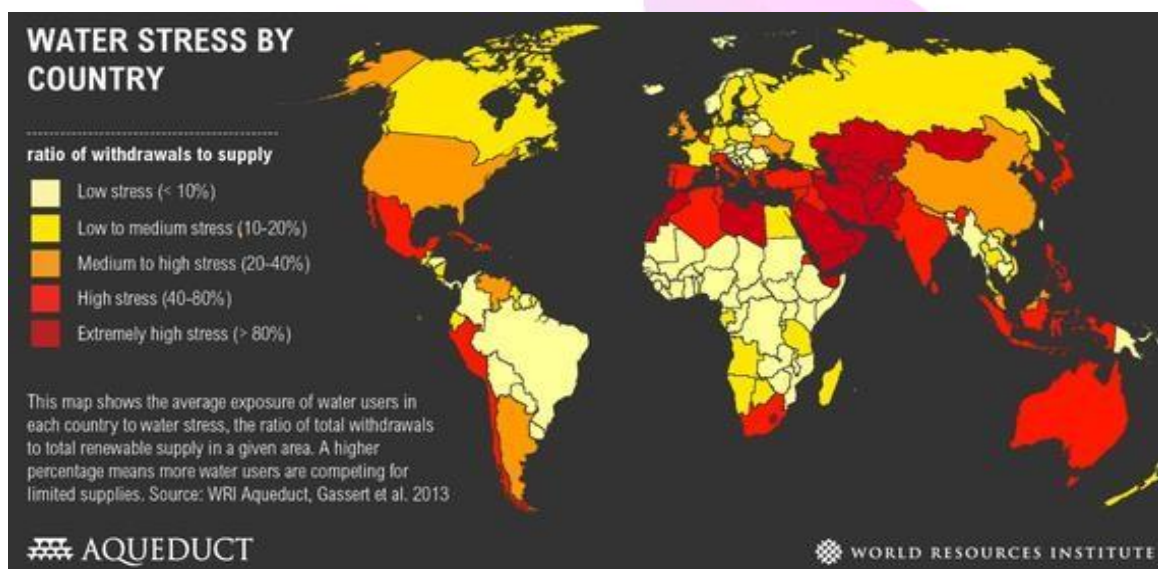 WATER STRESS BY
COUNTRY
ratio of withdrawals to supply
Low stress (< 10%)
Low to medium stress (10-20%)
Medium to high stress (20-40%)
High stress (40-80%)
Extremely high stress (> 80%)
This map shows the average exposure of water users in
each country to water stress, the ratio of total withdrawals
to total renewable supply in a given area. A higher
percentage means more water users are competing for
limited supplies. Source: WRI Aqueduct, Gassert et al. 2013
AQUEDUCT
WORLD RESOURCES INSTITUTE